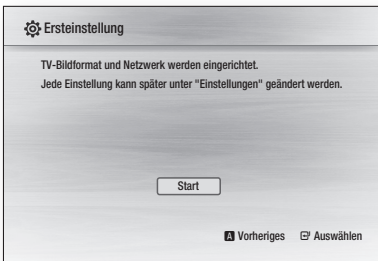 Ersteinstellung
TV-Bildformat und Netzwerk werden eingerichtet.
Jede Einstellung kann später unter "Einstellungen" geändert werden.
Start
A Vorheriges Auswählen